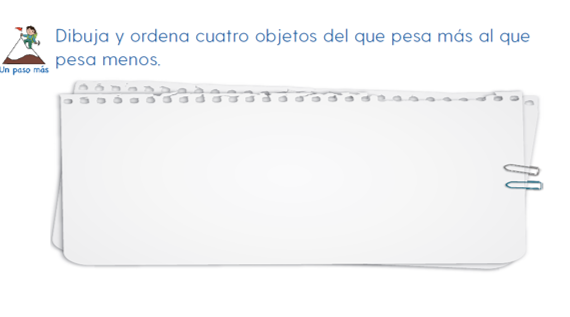 Dibuja y ordena cuatro objetos del que pesa más al que
pesa menos.
Un paso más